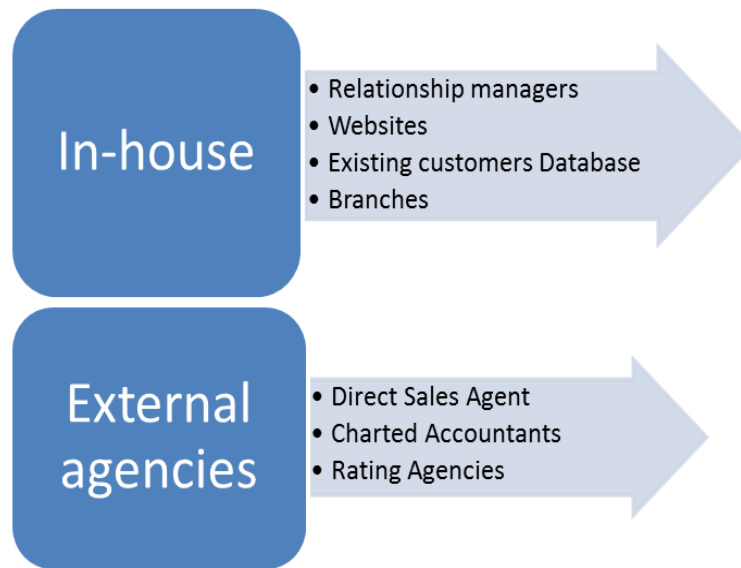 In-house
• Relationship managers
• Websites
• Existing customers Database
• Branches
External
agencies
• Direct Sales Agent
• Charted Accountants
• Rating Agencies